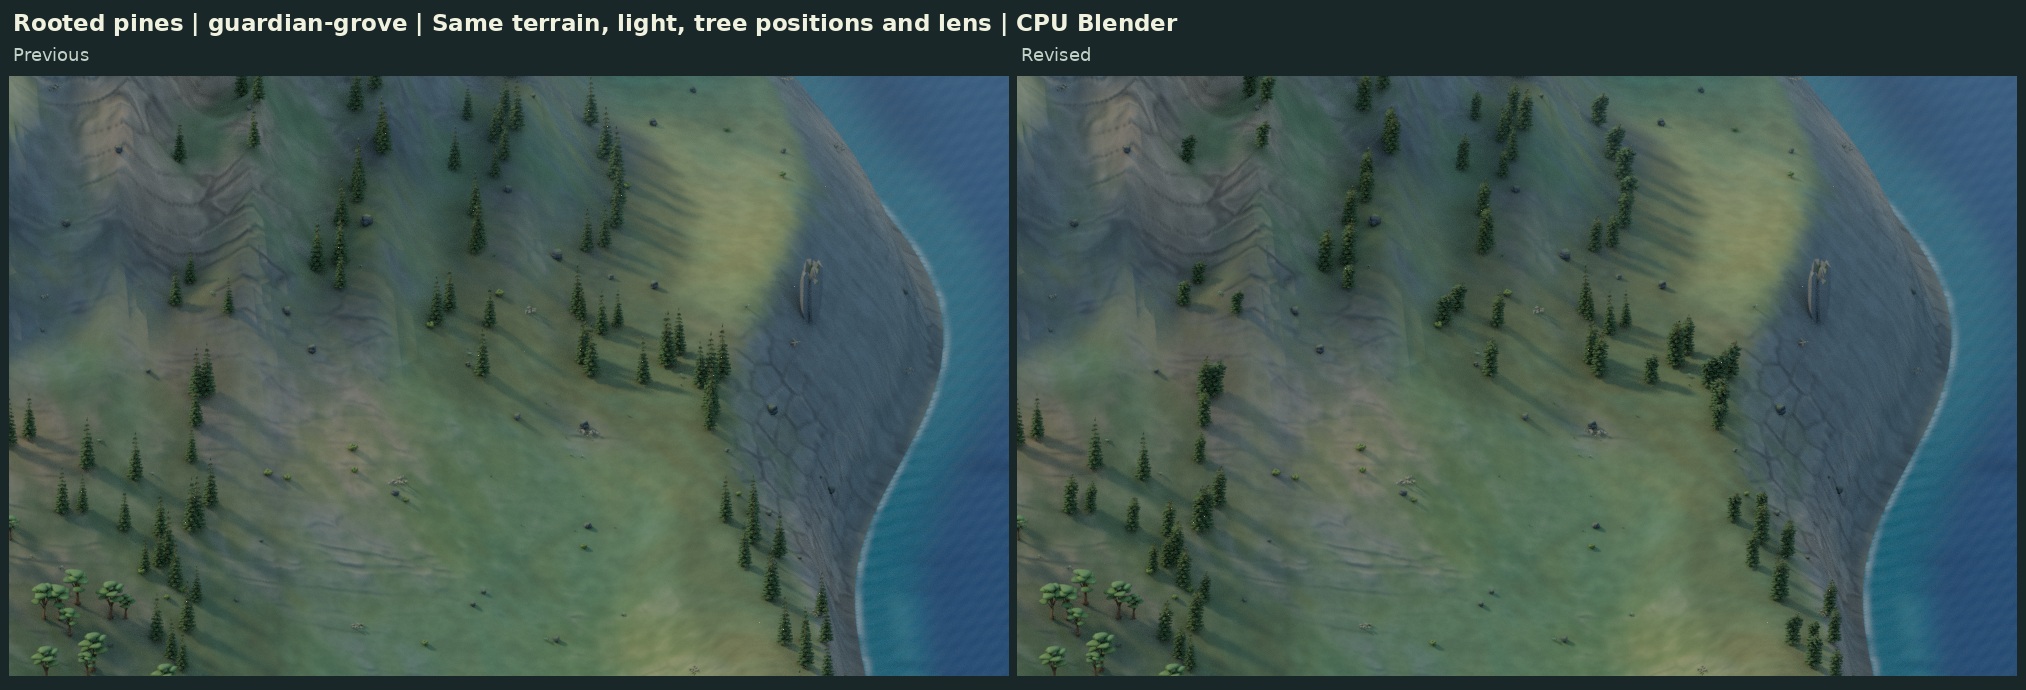 Rooted pines | guardian-grove | Same terrain, light, tree positions and lens | CPU Blender
Previous
Revised